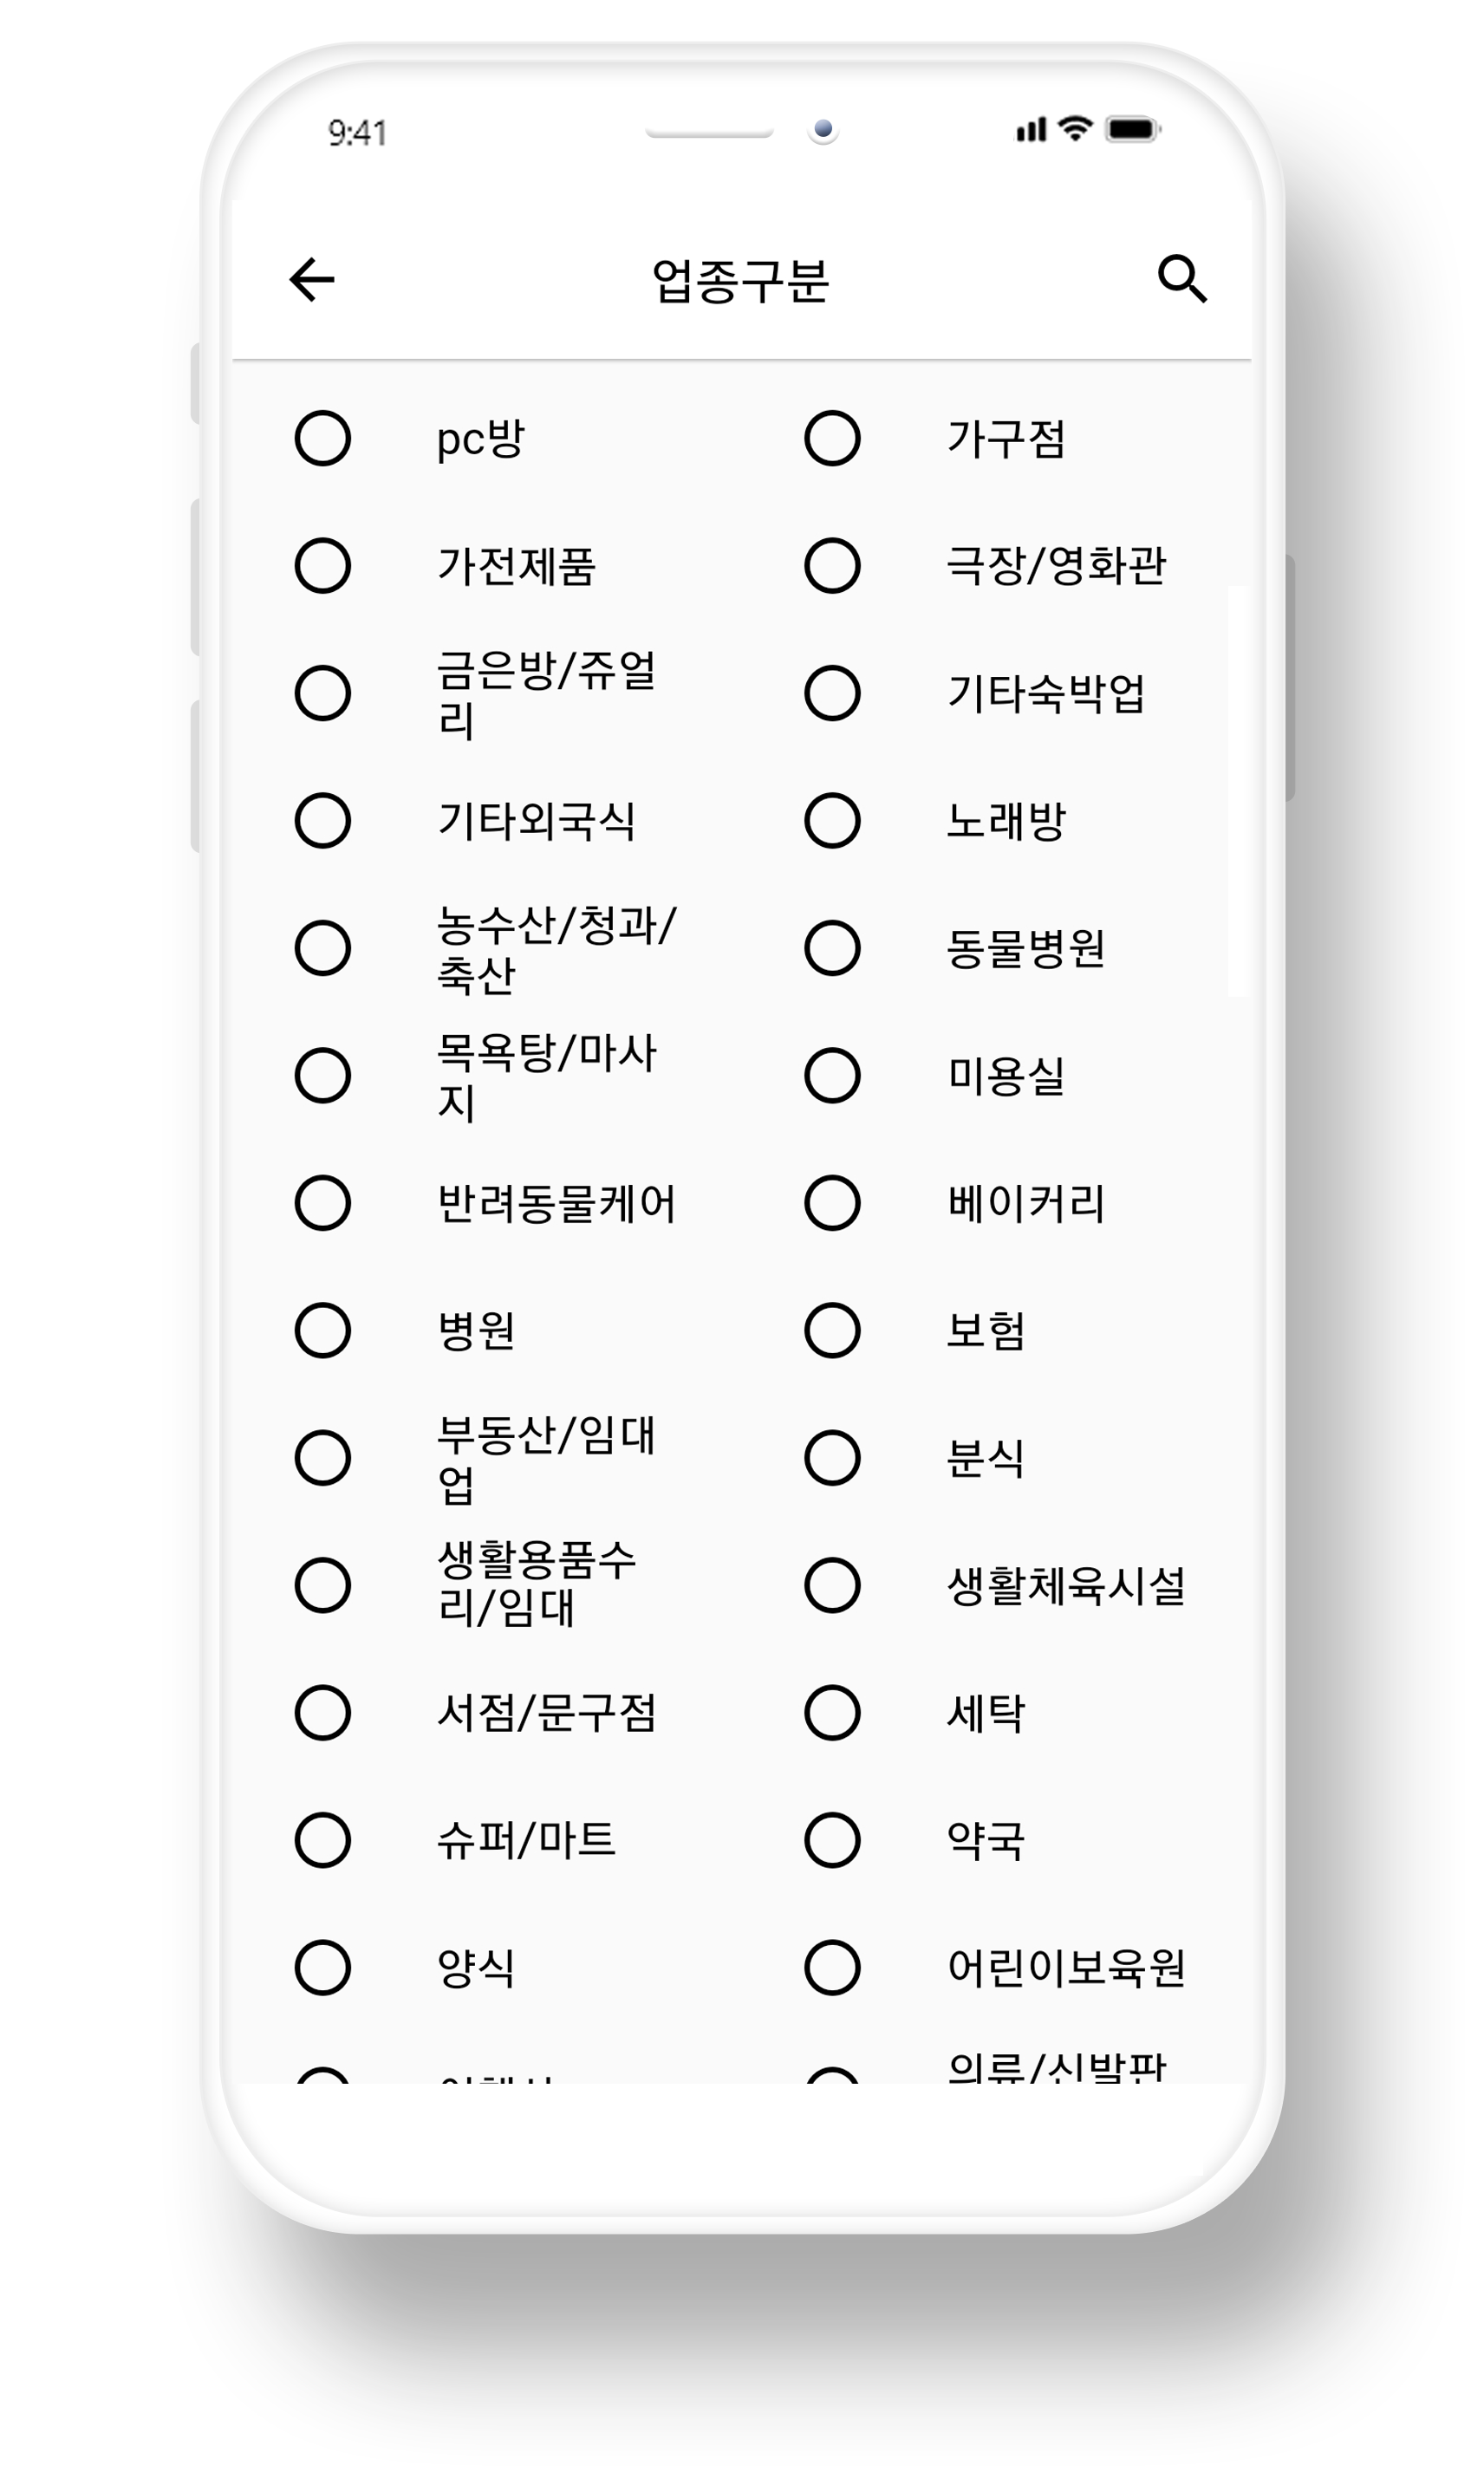 9:41
업종구분
pc방
가구점
가전제품
극장/영화관
금은방/쥬얼
리
기타숙박업
기타외국식
노래방
농수산/청과/
축산
동물병원
목욕탕/마사
지
미용실
반려동물케어
베이커리
병원
보험
부동산/임대
업
분식
생활용품수
리/임대
생활체육시설
서점/문구점
세탁
슈퍼/마트
약국
양식
어린이보육원
의류/신발판